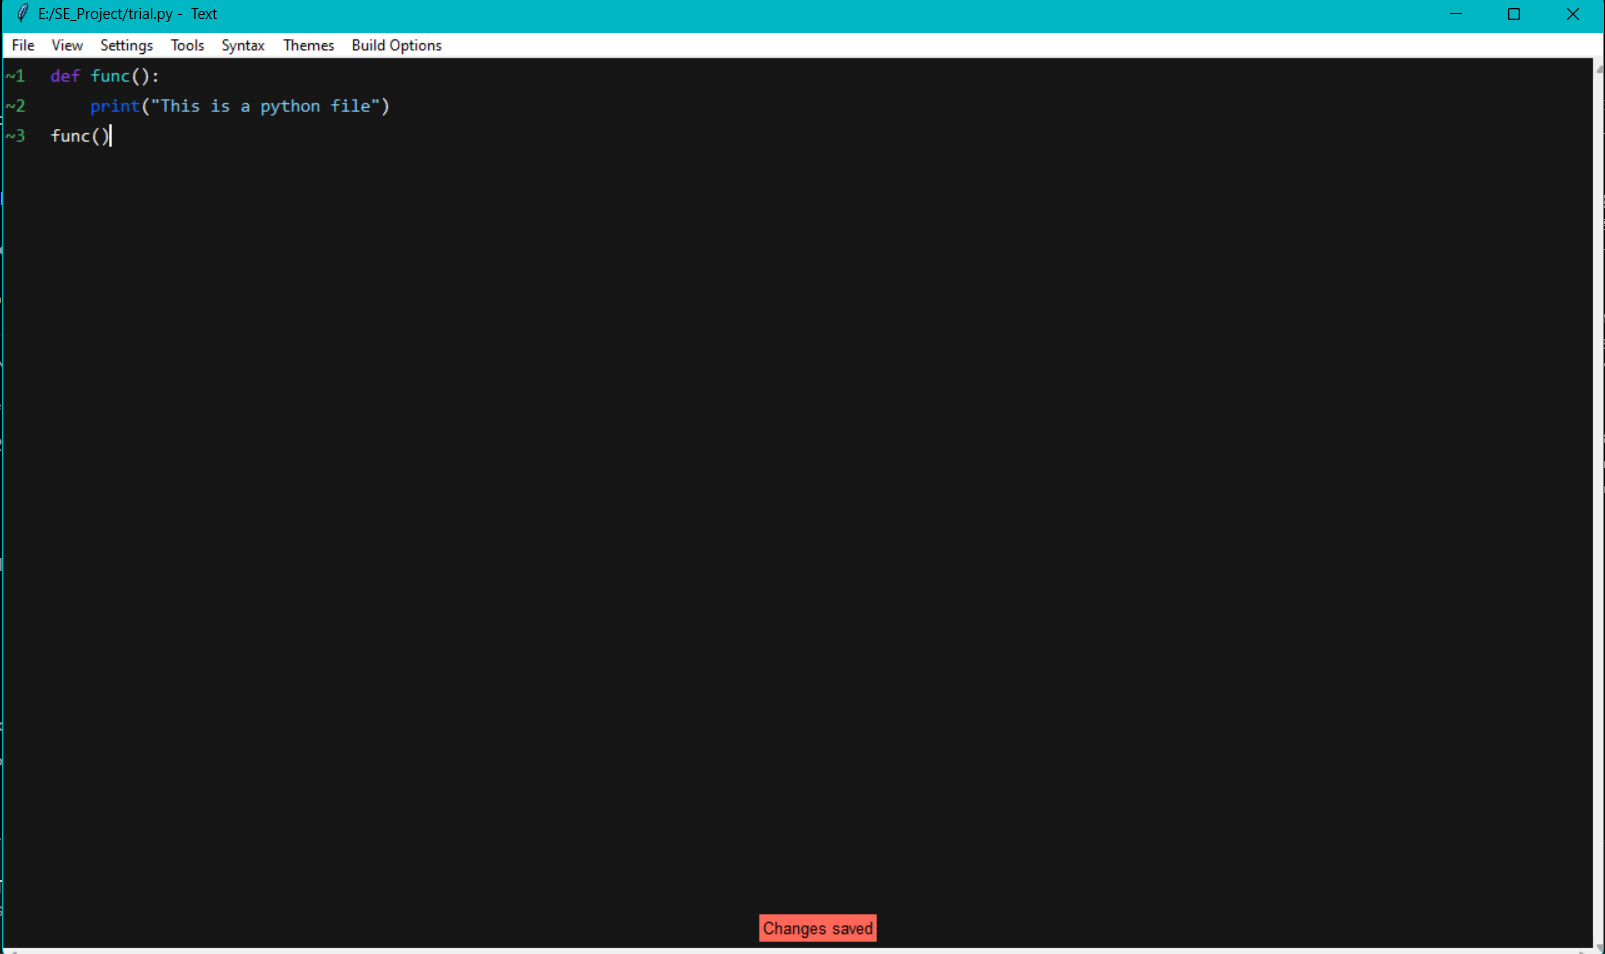 E:/SE_Project/trial.py - Text
File View Settings Tools Syntax Themes Build Options
~1 def func():
~2     print("This is a python file")
~3 func()
Changes saved